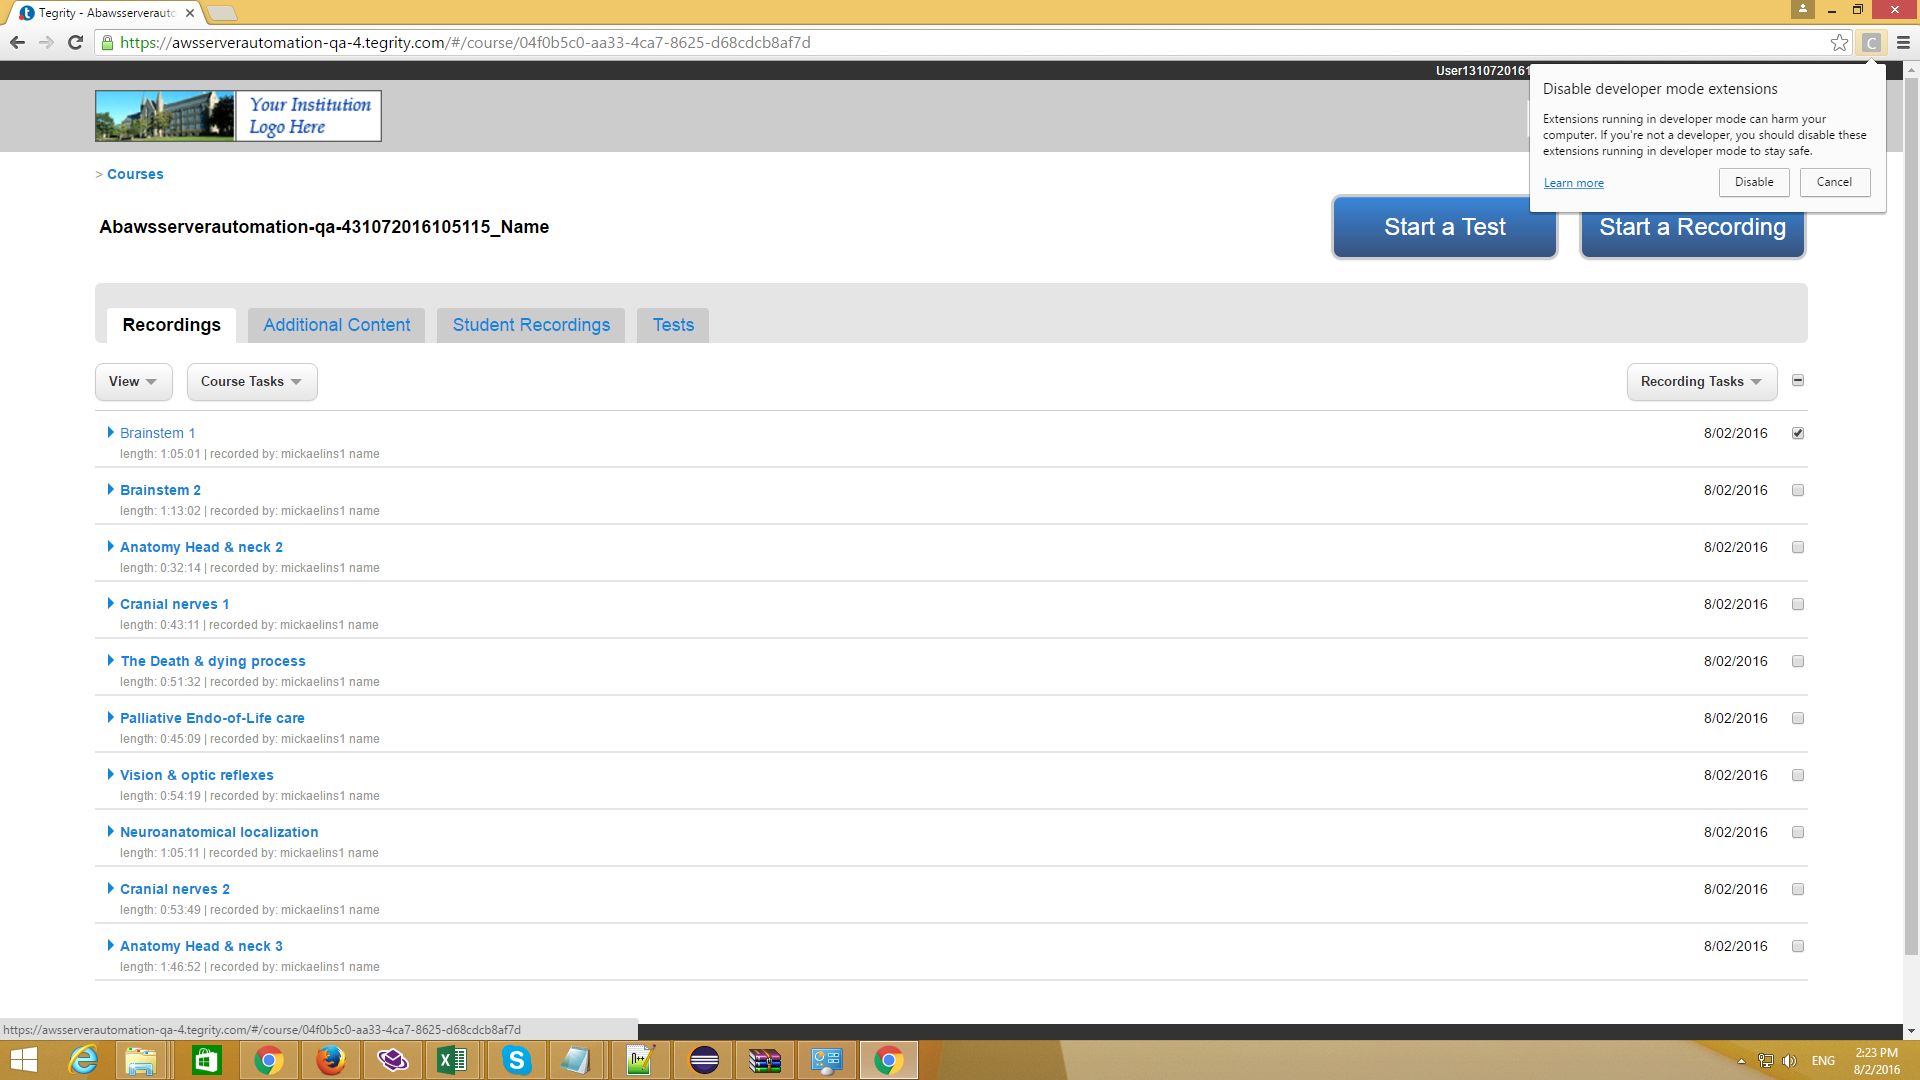 Tegrity - Abawsserverauto
https://awsserverautomation-qa-4.tegrity.com/#/course/04f0b5c0-aa33-4ca7-8625-d68cdcb8af7d
C
User1310720161
Disable developer mode extensions
Extensions running in developer mode can harm your
computer. If you're not a developer, you should disable these
extensions running in developer mode to stay safe.
Learn more
Disable
Cancel
Your Institution
Logo Here
> Courses
Abawsserverautomation-qa-431072016105115_Name
Start a Test
Start a Recording
Recordings
Additional Content
Student Recordings
Tests
View
Course Tasks
Recording Tasks
Brainstem 1
8/02/2016
length: 1:05:01 | recorded by: mickaelins1 name
Brainstem 2
8/02/2016
length: 1:13:02 | recorded by: mickaelins1 name
Anatomy Head & neck 2
8/02/2016
length: 0:32:14 | recorded by: mickaelins1 name
Cranial nerves 1
8/02/2016
length: 0:43:11 | recorded by: mickaelins1 name
The Death & dying process
8/02/2016
length: 0:51:32 | recorded by: mickaelins1 name
Palliative Endo-of-Life care
8/02/2016
length: 0:45:09 | recorded by: mickaelins1 name
Vision & optic reflexes
8/02/2016
length: 0:54:19 | recorded by: mickaelins1 name
Neuroanatomical localization
8/02/2016
length: 1:05:11 | recorded by: mickaelins1 name
Cranial nerves 2
8/02/2016
length: 0:53:49 | recorded by: mickaelins1 name
Anatomy Head & neck 3
8/02/2016
length: 1:46:52 | recorded by: mickaelins1 name
https://awsserverautomation-qa-4.tegrity.com/#/course/04f0b5c0-aa33-4ca7-8625-d68cdcb8af7d
ENG
2:23 PM
8/2/2016